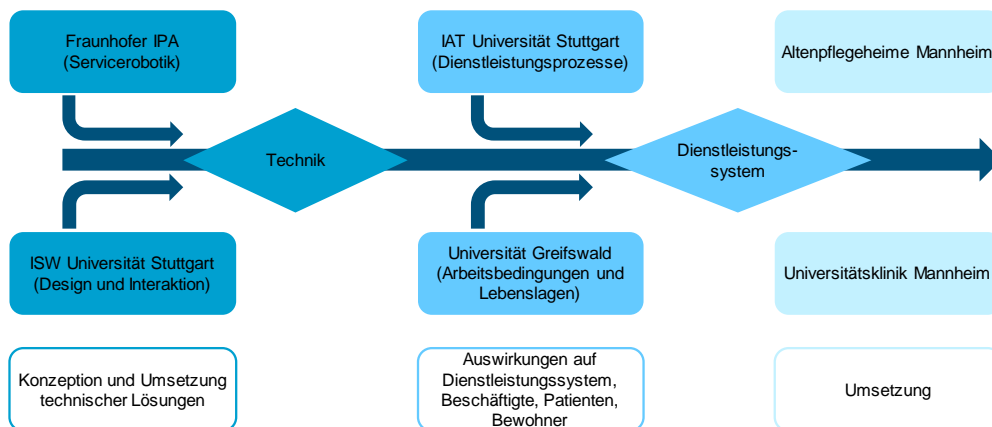 Fraunhofer IPA
(Servicerobotik)
IAT Universität Stuttgart
(Dienstleistungsprozesse)
Altenpflegeheime Mannheim
Technik
Dienstleistungs-
system
ISW Universität Stuttgart
(Design und Interaktion)
Universität Greifswald
(Arbeitsbedingungen und
Lebenslagen)
Universitätsklinik Mannheim
Konzeption und Umsetzung
technischer Lösungen
Auswirkungen auf
Dienstleistungssystem,
Beschäftigte, Patienten,
Bewohner
Umsetzung